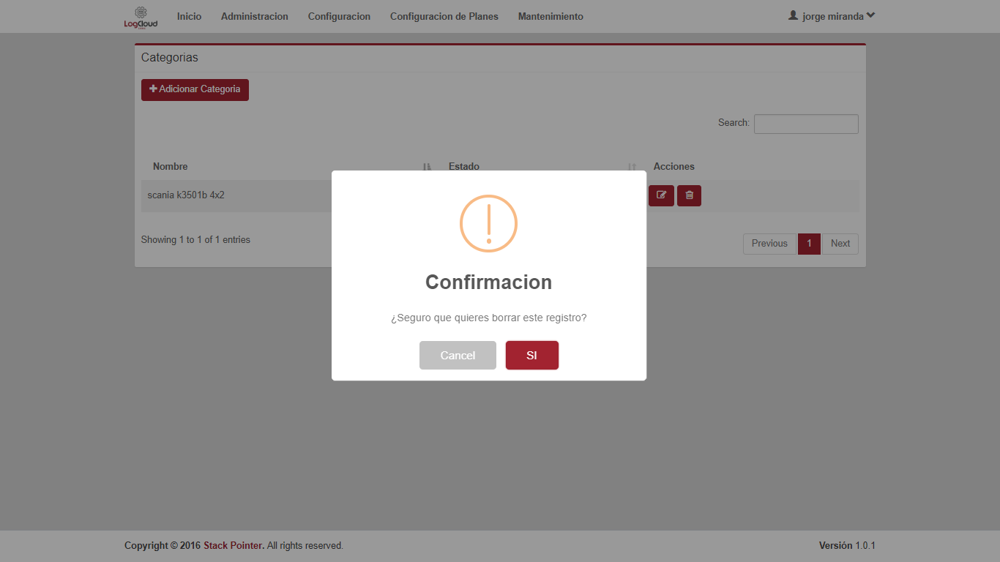 LogCloud
Inicio Administracion Configuracion Configuracion de Planes Mantenimiento jorge miranda
Categorias
Adicionar Categoria
Search:
Nombre Estado Acciones
scania k3501b 4x2
Showing 1 to 1 of 1 entries
Previous 1 Next
Confirmacion
¿Seguro que quieres borrar este registro?
Cancel SI
Copyright © 2016 Stack Pointer. All rights reserved.
Versión 1.0.1